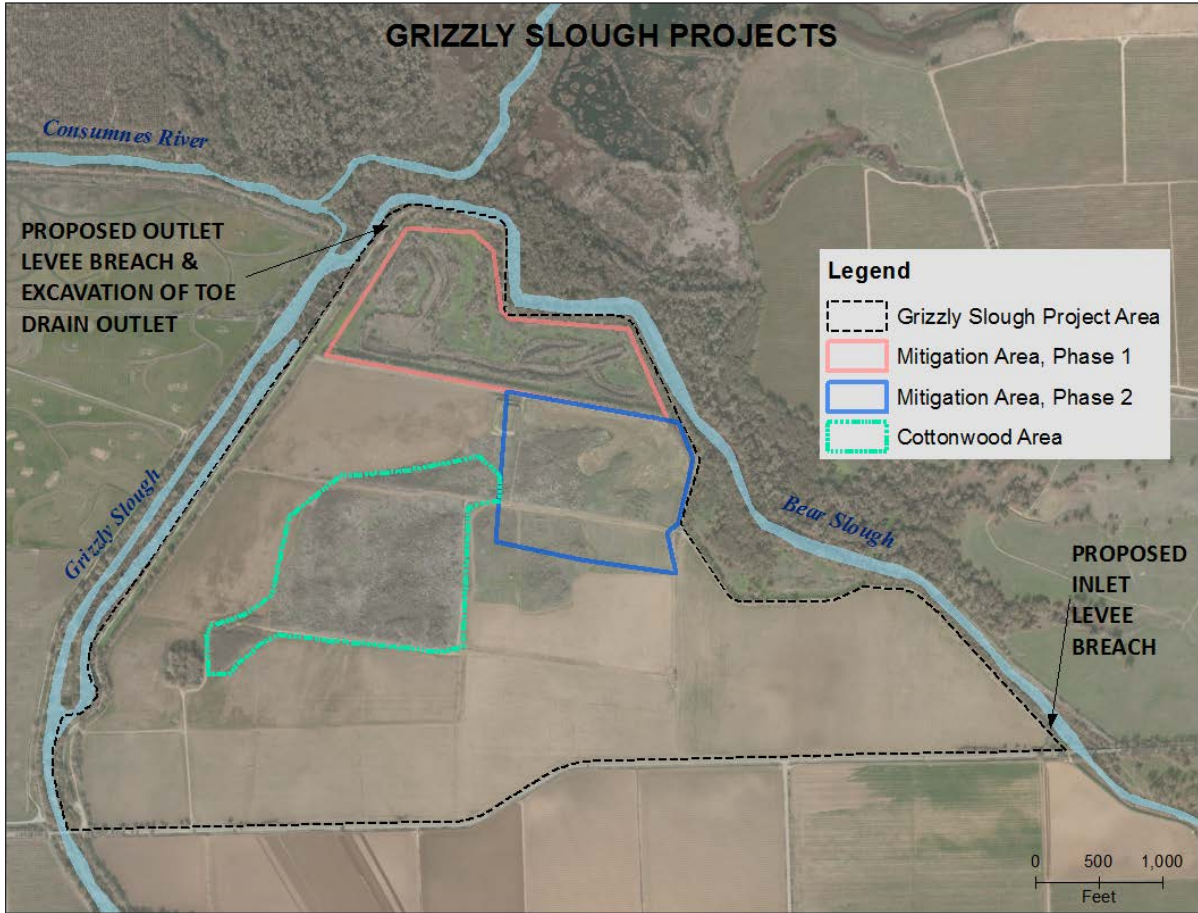 GRIZZLY SLOUGH PROJECTS
Consumnes River
PROPOSED OUTLET
LEVEE BREACH &
EXCAVATION OF TOE
DRAIN OUTLET
Legend
Grizzly Slough Project Area
Mitigation Area, Phase 1
Mitigation Area, Phase 2
Cottonwood Area
Grizzly Slough
Bear Slough
PROPOSED
INLET
LEVEE
BREACH
0 500 1,000
Feet